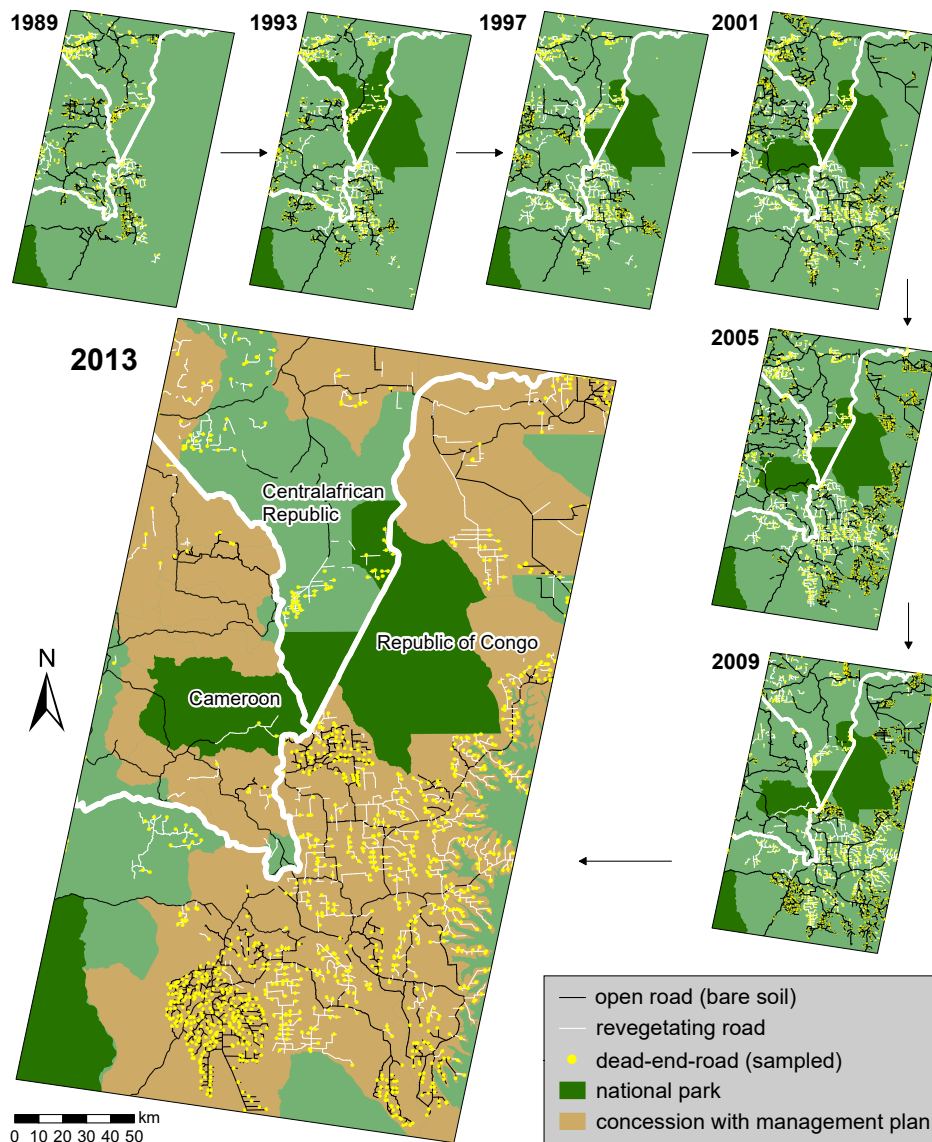 1989
1993
1997
2001
2005
2009
2013
Centralafrican
Republic
Republic of Congo
Cameroon
N
km
0 10 20 30 40 50
open road (bare soil)
revegetating road
dead-end-road (sampled)
national park
concession with management plan